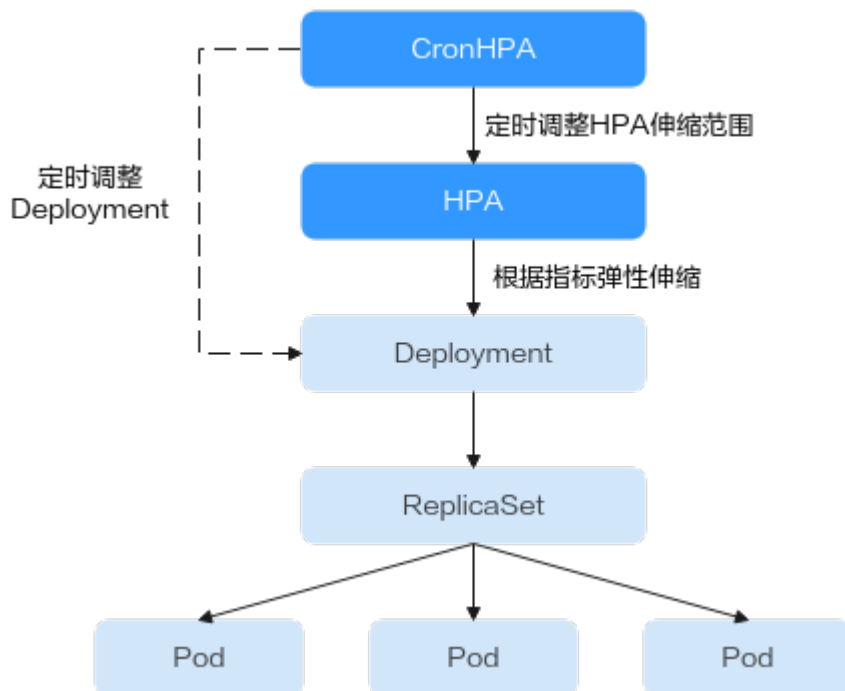 CronHPA
定时调整HPA伸缩范围
定时调整
Deployment
HPA
根据指标弹性伸缩
Deployment
ReplicaSet
Pod
Pod
Pod